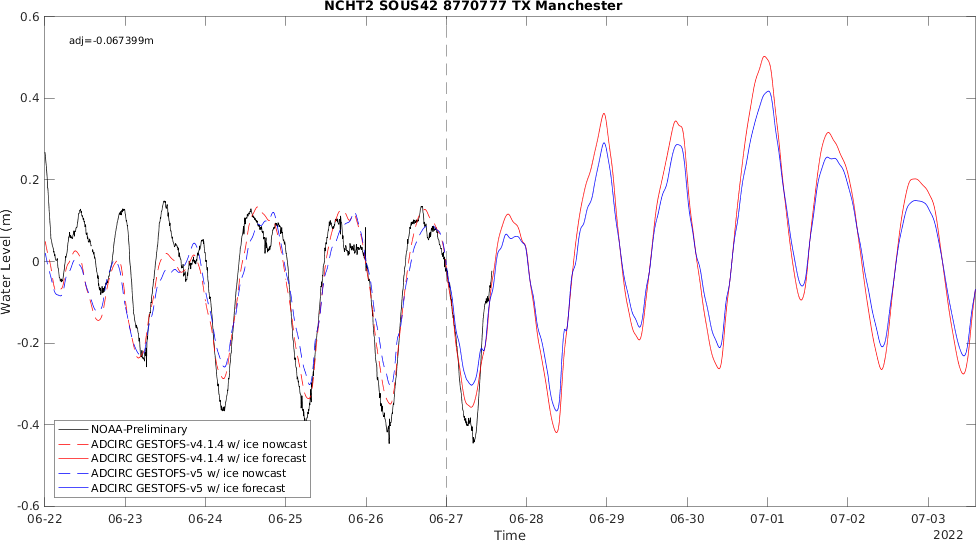 NCHT2 SOUS42 8770777 TX Manchester
adj=-0.067399m
Water Level (m)
0.6
0.4
0.2
0
-0.2
-0.4
-0.6
NOAA-Preliminary
ADCIRC GESTOFS-v4.1.4 w/ ice nowcast
ADCIRC GESTOFS-v4.1.4 w/ ice forecast
ADCIRC GESTOFS-v5 w/ ice nowcast
ADCIRC GESTOFS-v5 w/ ice forecast
06-22 06-23 06-24 06-25 06-26 06-27 06-28 06-29 06-30 07-01 07-02 07-03
Time
2022